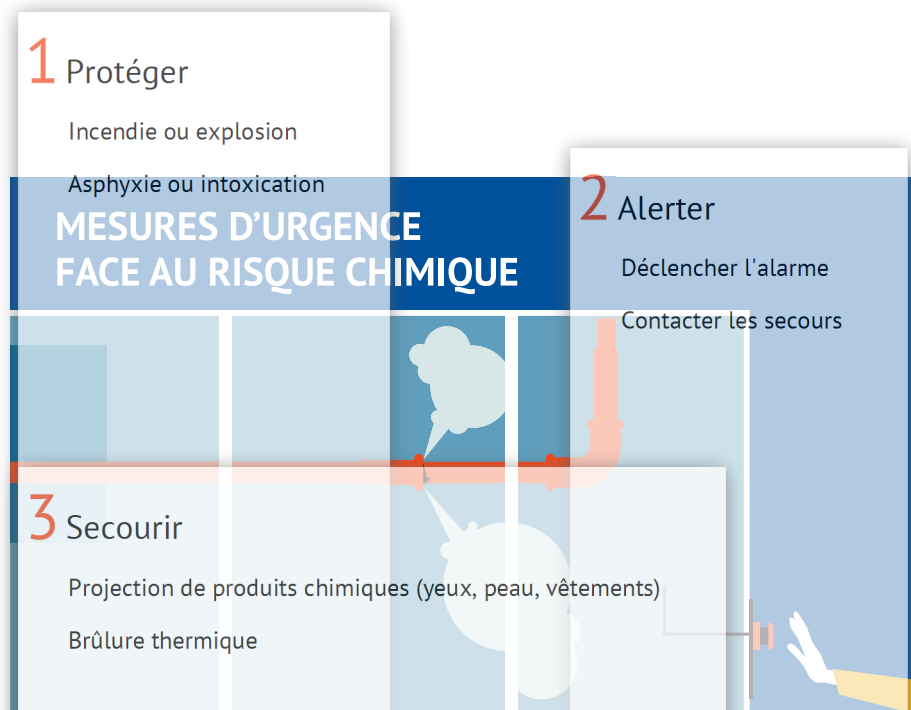 1 Protéger
Incendie ou explosion
Asphyxie ou intoxication
MESURES D’URGENCE
FACE AU RISQUE CHIMIQUE
2 Alerter
Déclencher l'alarme
Contacter les secours
3 Secourir
Projection de produits chimiques (yeux, peau, vêtements)
Brûlure thermique